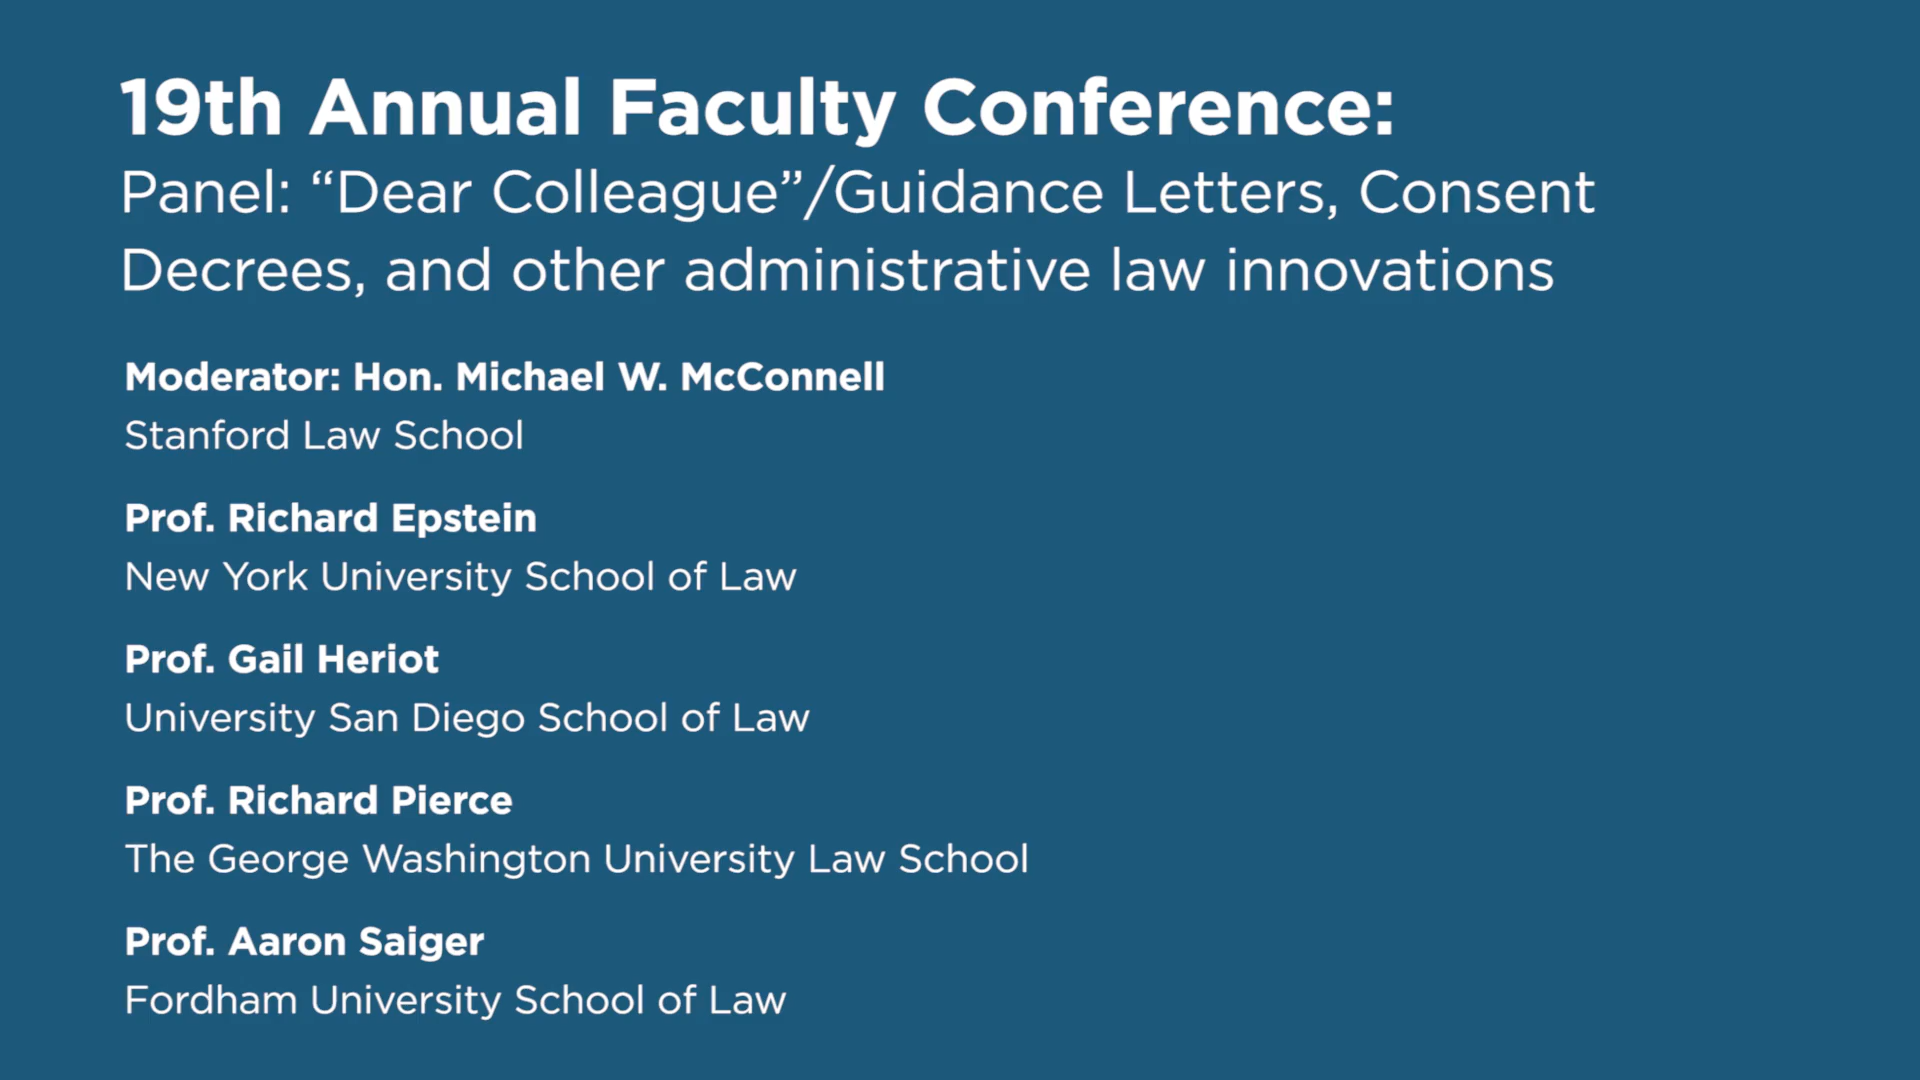 19th Annual Faculty Conference:
Panel: “Dear Colleague”/Guidance Letters, Consent
Decrees, and other administrative law innovations
Moderator: Hon. Michael W. McConnell
Stanford Law School
Prof. Richard Epstein
New York University School of Law
Prof. Gail Heriot
University San Diego School of Law
Prof. Richard Pierce
The George Washington University Law School
Prof. Aaron Saiger
Fordham University School of Law